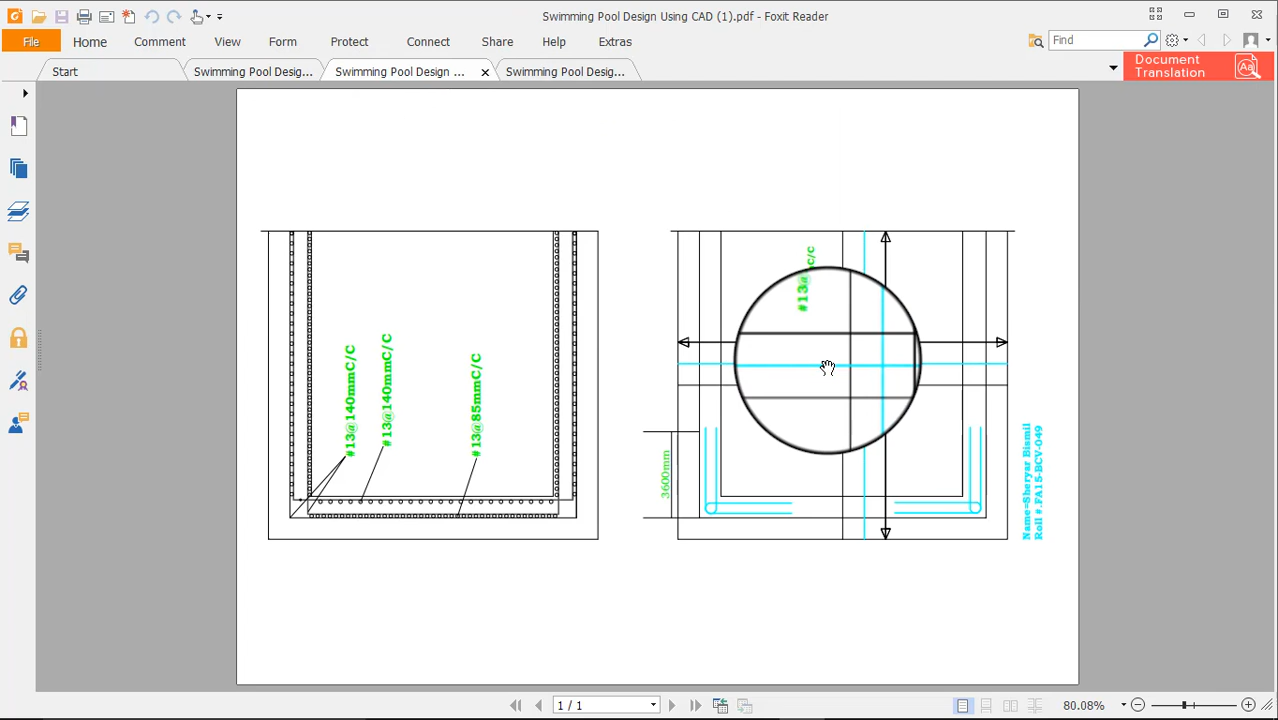 Swimming Pool Design Using CAD (1).pdf - Foxit Reader
File
Home
Comment
View
Form
Protect
Connect
Share
Help
Extras
Find
Start
Swimming Pool Desig...
Swimming Pool Design ...
Swimming Pool Desig...
Document
Translation
Aa
#13@140mmC/C
#13@140mmC/C
#13@85mmC/C
#13@
c/c
3600mm
Name=Sheryar Bismil
Roll #.FA15-BCV-049
1 / 1
80.08%